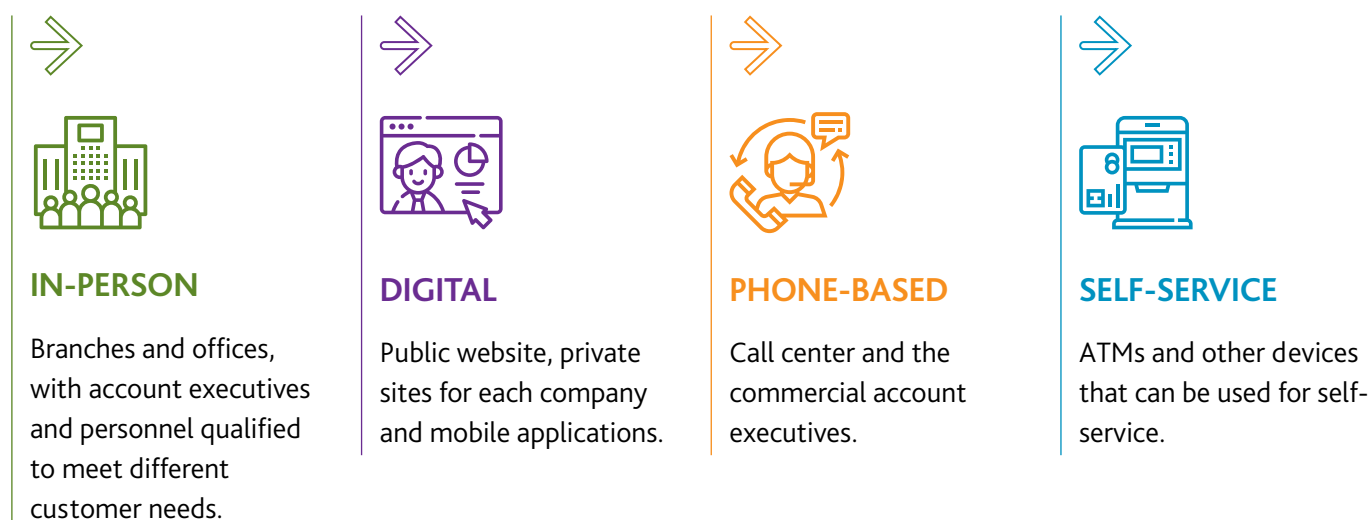 IN-PERSON
Branches and offices,
with account executives
and personnel qualified
to meet different
customer needs.
DIGITAL
Public website, private
sites for each company
and mobile applications.
PHONE-BASED
Call center and the
commercial account
executives.
SELF-SERVICE
ATMs and other devices
that can be used for self-
service.